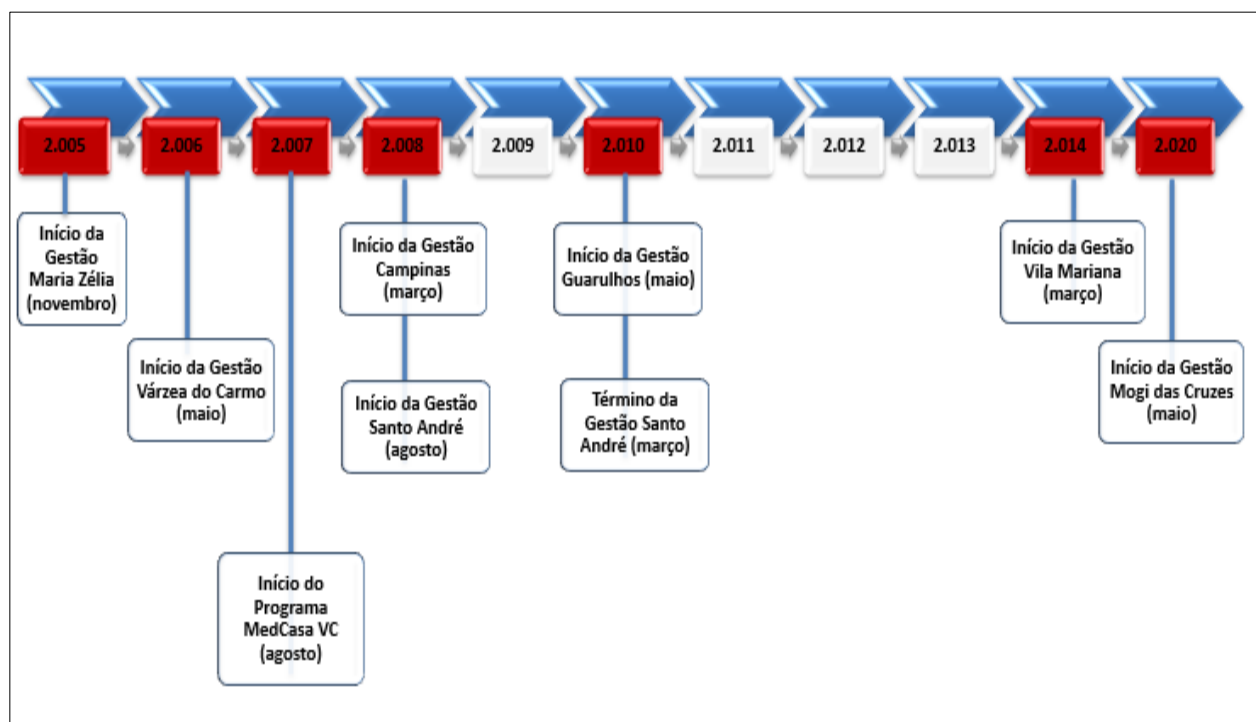 2.005
2.006
2.007
2.008
2.009
2.010
2.011
2.012
2.013
2.014
2.020
Início da
Gestão
Maria Zélia
(novembro)
Início da Gestão
Várzea do Carmo
(maio)
Início do
Programa
MedCasa VC
(agosto)
Início da Gestão
Campinas
(março)
Início da Gestão
Santo André
(agosto)
Início da Gestão
Guarulhos (maio)
Término da
Gestão Santo
André (março)
Início da Gestão
Vila Mariana
(março)
Início da Gestão
Mogi das Cruzes
(maio)